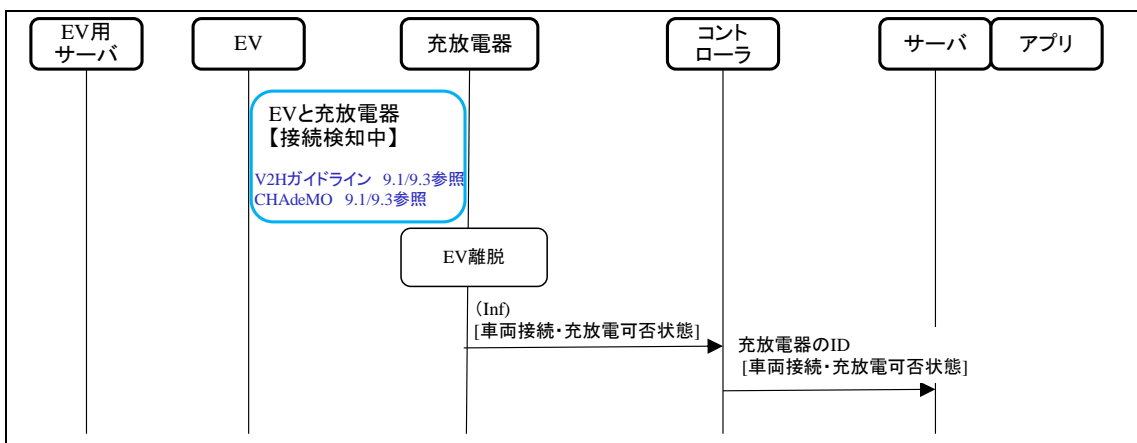 EV用
サーバ
EV
充放電器
コント
ローラ
サーバ
アプリ
EVと充放電器
【接続検知中】
V2Hガイドライン 9.1/9.3参照
CHAdeMO 9.1/9.3参照
EV離脱
（Inf)
[車両接続・充放電可否状態]
充放電器のID
[車両接続・充放電可否状態]